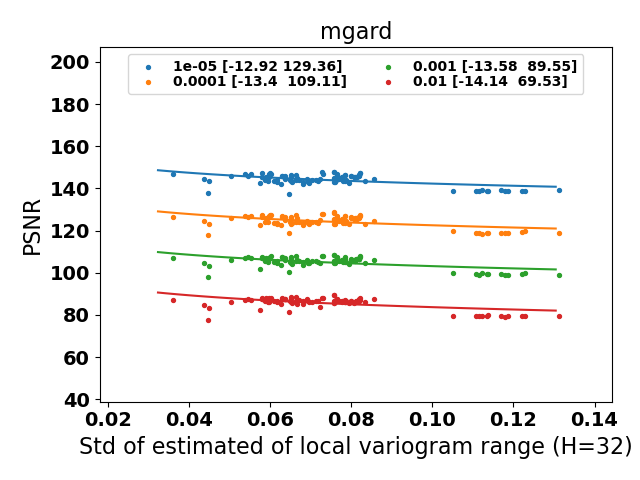 mgard
1e-05 [-12.92 129.36]
0.0001 [-13.4  109.11]
0.001 [-13.58  89.55]
0.01 [-14.14  69.53]
PSNR
200
180
160
140
120
100
80
60
40
0.02 0.04 0.06 0.08 0.10 0.12 0.14
Std of estimated of local variogram range (H=32)